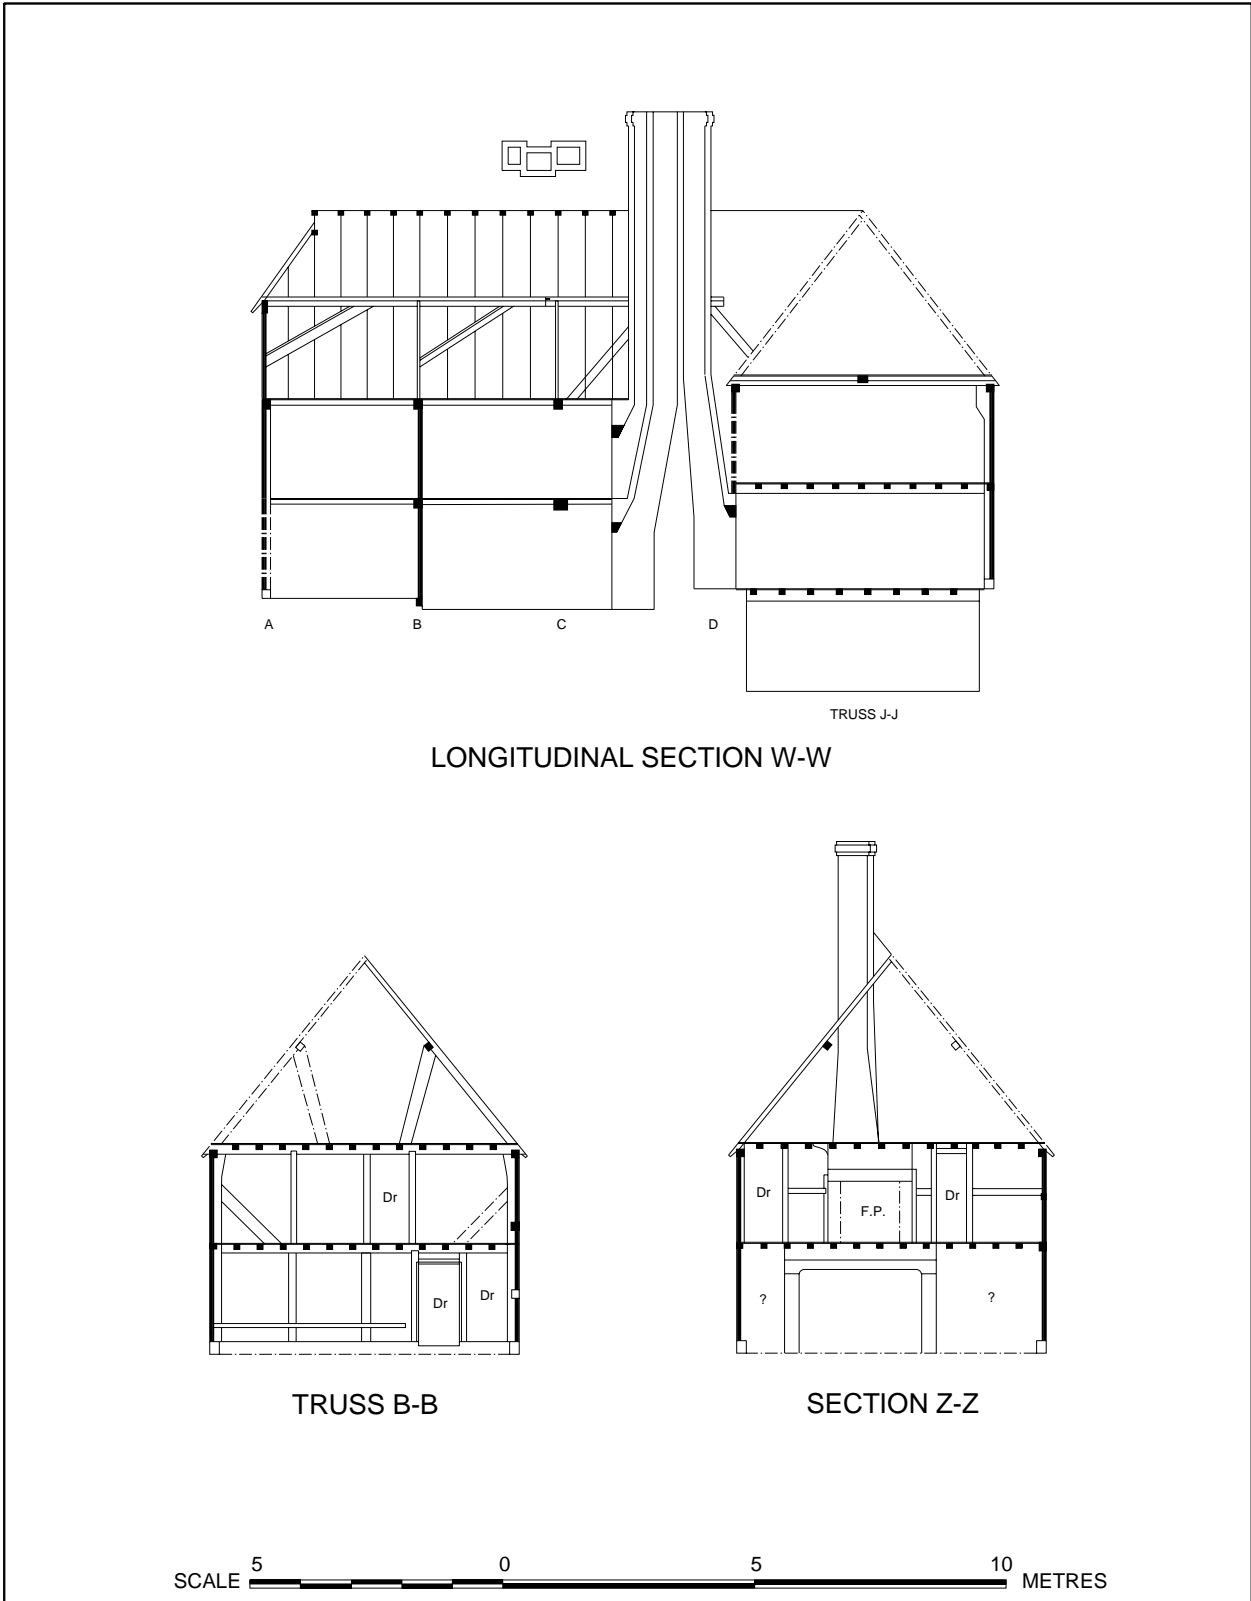 A B C D
TRUSS J-J
LONGITUDINAL SECTION W-W
Dr
Dr Dr
TRUSS B-B
Dr F.P. Dr
? ?
SECTION Z-Z
5 0 5 10
SCALE METRES